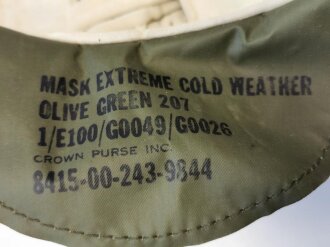 MASK EXTREME COLD WEATHER
OLIVE GREEN 207
1/E100/G0049/G0026
CROWN PURSE INC.
8415-00-243-9844